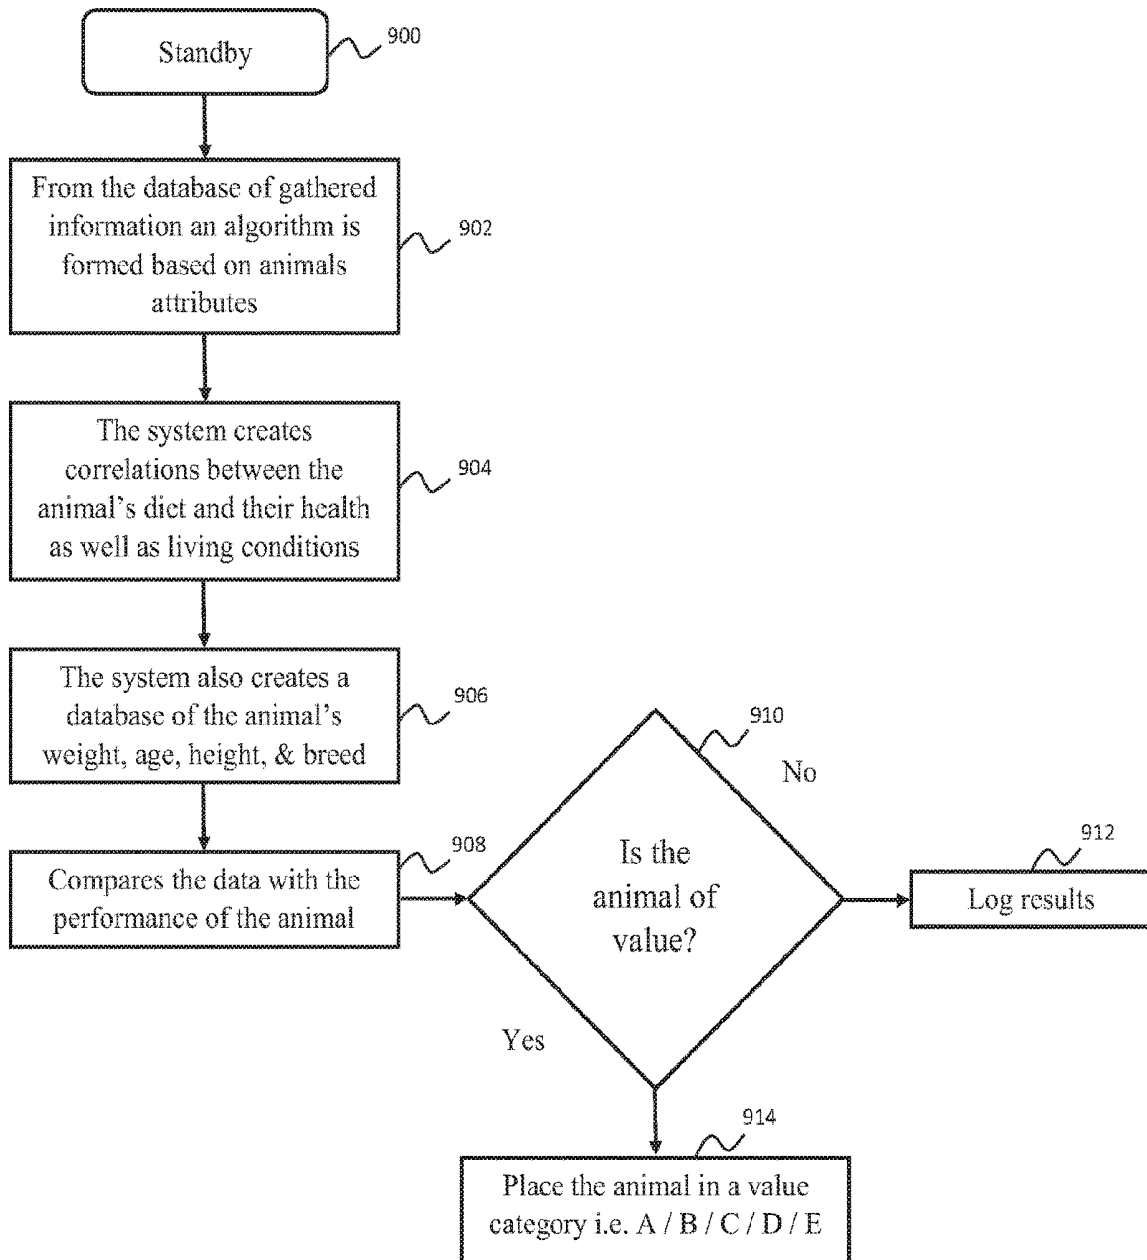 Standby
900
From the database of gathered
information an algorithm is
formed based on animals
attributes
902
The system creates
correlations between the
animal's diet and their health
as well as living conditions
904
The system also creates a
database of the animal's
weight, age, height, & breed
906
Compares the data with the
performance of the animal
908
Is the
animal of
value?
910
No
Log results
912
Yes
914
Place the animal in a value
category i.e. A / B / C / D / E